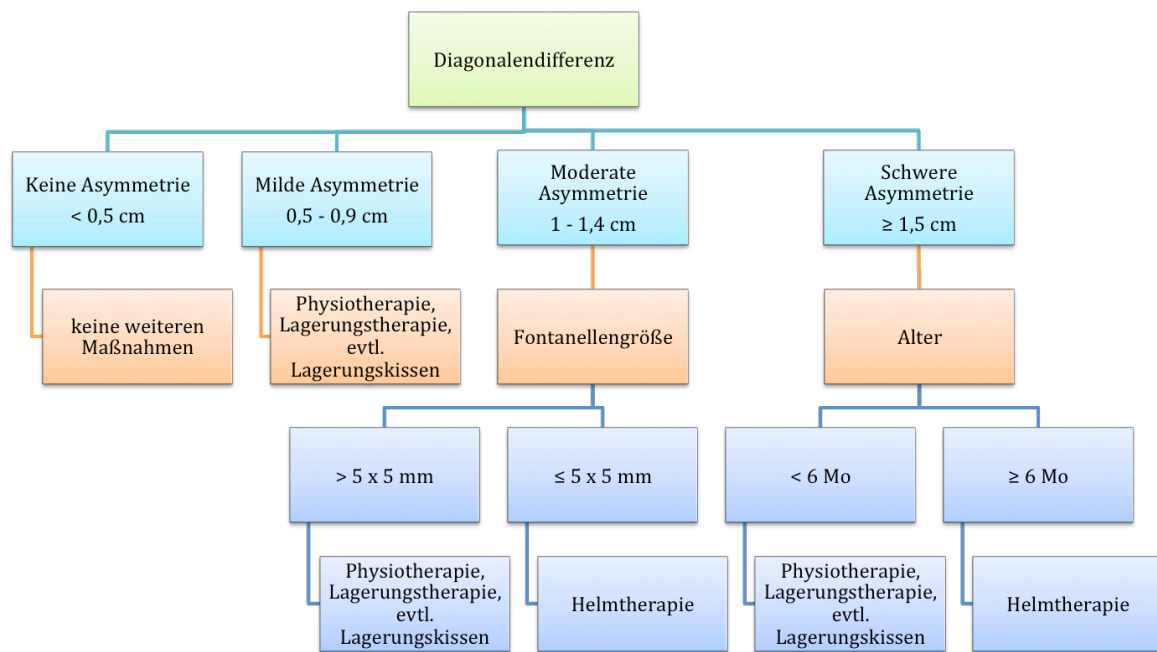 Diagonalendifferenz
Keine Asymmetrie
< 0,5 cm
Milde Asymmetrie
0,5 - 0,9 cm
Moderate
Asymmetrie
1 - 1,4 cm
Schwere
Asymmetrie
≥ 1,5 cm
keine weiteren
Maßnahmen
Physiotherapie,
Lagerungstherapie,
evtl.
Lagerungskissen
Fontanellengröße
Alter
> 5 x 5 mm
≤ 5 x 5 mm
< 6 Mo
≥ 6 Mo
Physiotherapie,
Lagerungstherapie,
evtl.
Lagerungskissen
Helmtherapie
Physiotherapie,
Lagerungstherapie,
evtl.
Lagerungskissen
Helmtherapie